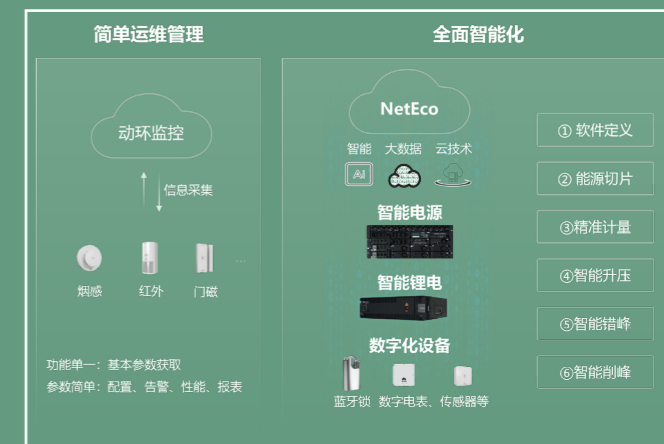 简单运维管理
动环监控
信息采集
烟感 红外 门磁 ...
功能单一：基本参数获取
参数简单：配置、告警、性能、报表
全面智能化
NetEco
智能 大数据 云技术
Ai
智能电源
智能锂电
数字化设备
蓝牙锁 数字电表、传感器等
① 软件定义
② 能源切片
③精准计量
④智能升压
⑤智能错峰
⑥智能削峰